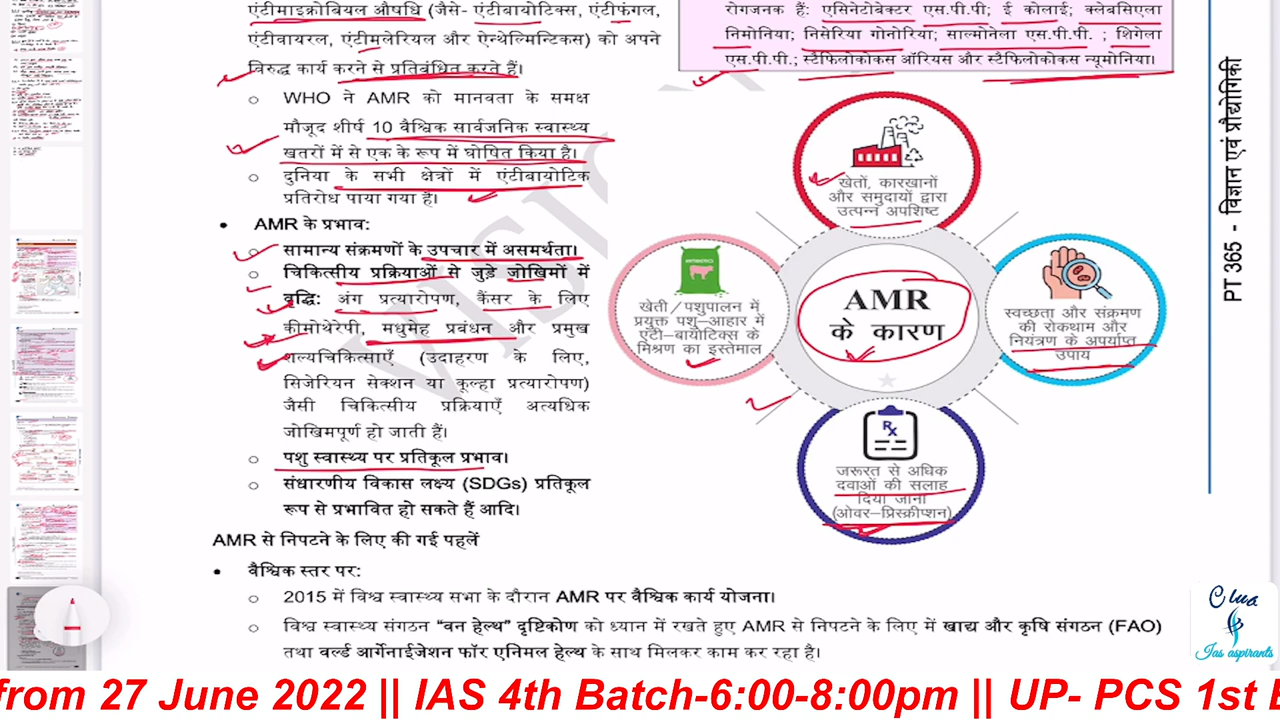 एंटीमाइक्रोवियल औषधि (जैसे- एंटीबायोटिक्स, एंटीफंगल,
एंटीवायरल, एंटीमलेरियल और ऐन्थेल्मिन्टिकस) को अपने
विरुद्ध कार्य करने से प्रतिबंधित करते हैं।
WHO ने AMR को मानवता के समक्ष
मौजूद शीर्ष 10 वैश्विक सार्वजनिक स्वास्थ्य
खतरों में से एक के रूप में घोषित किया है।
दुनिया के सभी क्षेत्रों में एंटीबायोटिक
प्रतिरोध पाया गया है।
AMR के प्रभाव:
सामान्य संक्रमणों के उपचार में असमर्थता।
चिकित्सीय प्रक्रियाओं से जुड़े जोखिमों में
वृद्धि: अंग प्रत्यारोपण, कैंसर के लिए
कीमोथेरेपी, मधुमेह प्रबंधन और प्रमुख
शल्यचिकित्साएँ (उदाहरण के लिए,
सिजेरियन सेक्शन या कूल्हा प्रत्यारोपण)
जैसी चिकित्सीय प्रक्रियाऐं अत्यधिक
जोखिमपूर्ण हो जाती हैं।
पशु स्वास्थ्य पर प्रतिकूल प्रभाव।
संधारणीय विकास लक्ष्य (SDGs) प्रतिकूल
रूप से प्रभावित हो सकते हैं आदि।
रोगजनक हैं: एसिनेटोबेक्टर एस.पी.पी; ई कोलाई; क्लेबसिएला
निमोनिया; निसेरिया गोनोरिया; साल्मोनेला एस.पी.पी. ; शिगेला
एस.पी.पी.; स्टैफिलोकोकस ऑरियस और स्टैफिलोकोकस न्यूमोनिया।
खेतों, कारखानों
और समुदायों द्वारा
उत्पन्न अपशिष्ट
ANTIBIOTICS
खेती/पशुपालन में
प्रयुक्त पशु-आहार में
एंटी-बायोटिक्स के
मिश्रण का इस्तेमाल
AMR
के कारण
स्वच्छता और संक्रमण
की रोकथाम और
नियंत्रण के अपर्याप्त
उपाय
RX
जरूरत से अधिक
दवाओं की सलाह
दिया जाना
(ओवर-प्रिस्क्रीप्शन)
AMR से निपटने के लिए की गई पहलें
वैश्विक स्तर पर:
2015 में विश्व स्वास्थ्य सभा के दौरान AMR पर वैश्विक कार्य योजना।
विश्व स्वास्थ्य संगठन "वन हेल्थ" दृष्टिकोण को ध्यान में रखते हुए AMR से निपटने के लिए में खाद्य और कृषि संगठन (FAO)
तथा वर्ल्ड आर्गेनाईजेशन फॉर एनिमल हेल्थ के साथ मिलकर काम कर रहा है।
PT 365 - विज्ञान एवं प्रौद्योगिकी
Clue
Ias aspirants
from 27 June 2022 || IAS 4th Batch-6:00-8:00pm || UP- PCS 1st